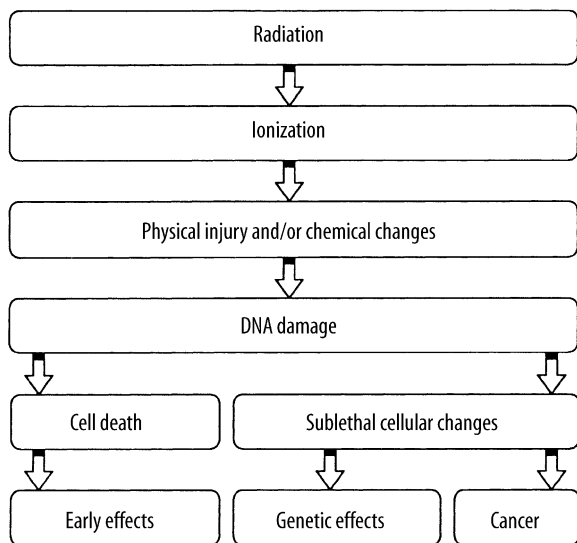 Radiation
Ionization
Physical injury and/or chemical changes
DNA damage
Cell death
Sublethal cellular changes
Early effects
Genetic effects
Cancer